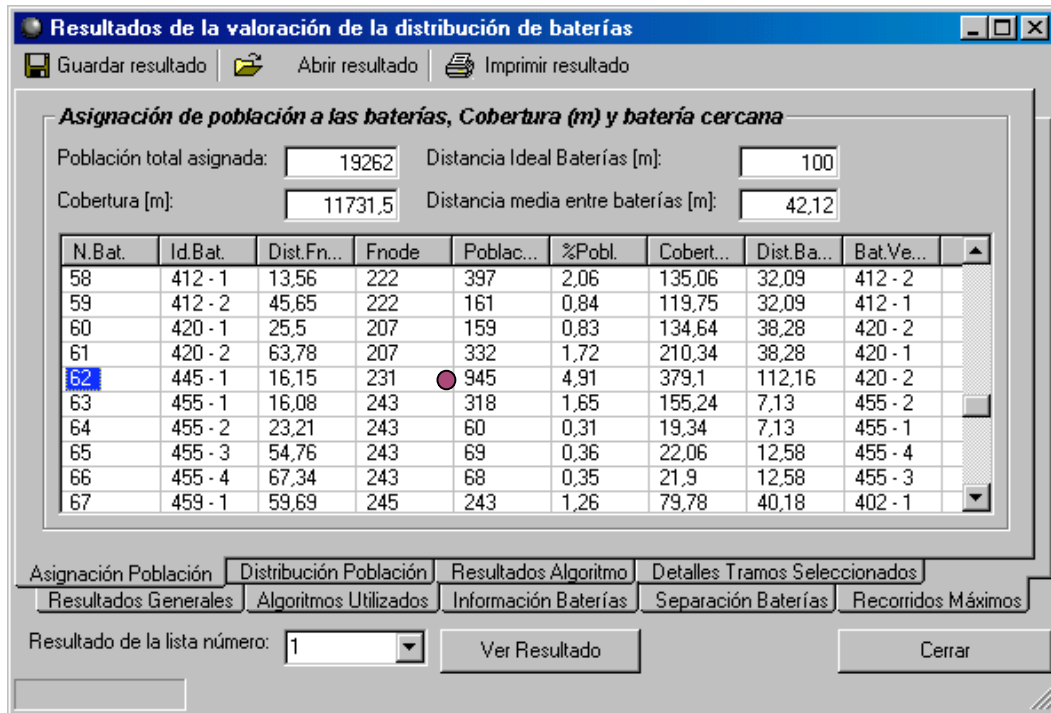 Resultados de la valoración de la distribución de baterías
Guardar resultado Abrir resultado Imprimir resultado
Asignación de población a las baterías, Cobertura (m) y batería cercana
Población total asignada: 19262 Distancia Ideal Baterías [m]: 100
Cobertura [m]: 11731,5 Distancia media entre baterías [m]: 42,12
N.Bat. Id.Bat. Dist.Fn... Fnode Poblac... %Pobl. Cobert... Dist.Ba... Bat.Ve...
58 412 - 1 13,56 222 397 2,06 135,06 32,09 412 - 2
59 412 - 2 45,65 222 161 0,84 119,75 32,09 412 - 1
60 420 - 1 25,5 207 159 0,83 134,64 38,28 420 - 2
61 420 - 2 63,78 207 332 1,72 210,34 38,28 420 - 1
62 445 - 1 16,15 231 945 4,91 379,1 112,16 420 - 2
63 455 - 1 16,08 243 318 1,65 155,24 7,13 455 - 2
64 455 - 2 23,21 243 60 0,31 19,34 7,13 455 - 1
65 455 - 3 54,76 243 69 0,36 22,06 12,58 455 - 4
66 455 - 4 67,34 243 68 0,35 21,9 12,58 455 - 3
67 459 - 1 59,69 245 243 1,26 79,78 40,18 402 - 1
Asignación Población Distribución Población Resultados Algoritmo Detalles Tramos Seleccionados
Resultados Generales Algoritmos Utilizados Información Baterías Separación Baterías Recorridos Máximos
Resultado de la lista número: 1 Ver Resultado Cerrar